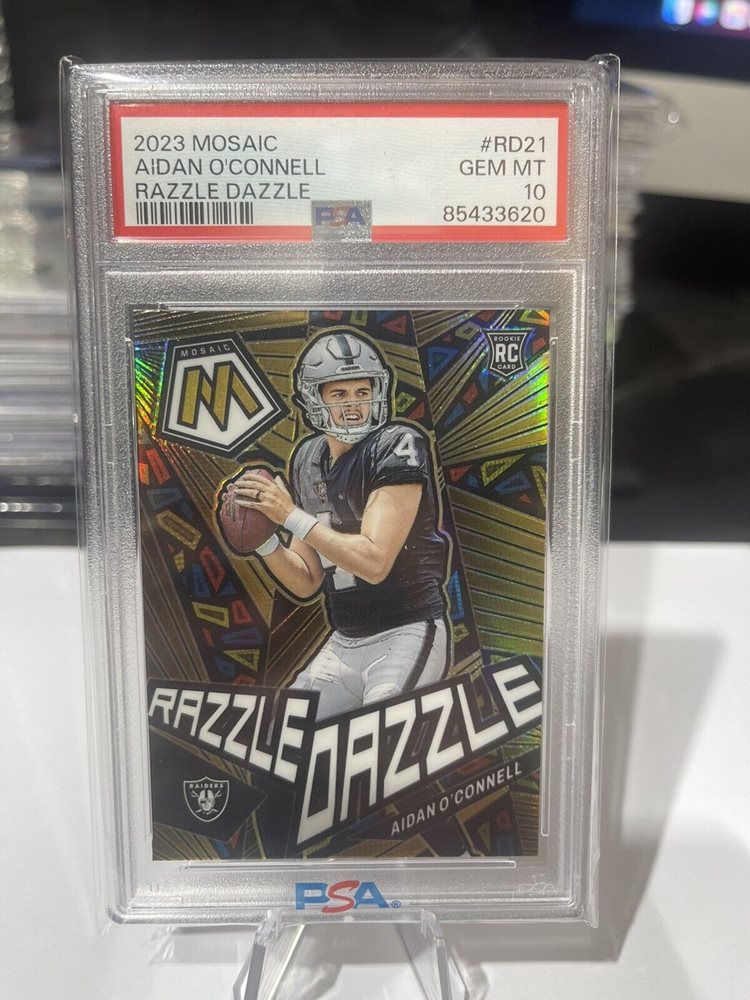 2023 MOSAIC #RD21
AIDAN O'CONNELL GEM MT
RAZZLE DAZZLE 10
PSA 85433620
MOSAIC
M
ROOKIE
RC
CARD
RAIDERS
4
RAZZLE
DAZZLE
RAIDERS
AIDAN O'CONNELL
PSA®
PSA